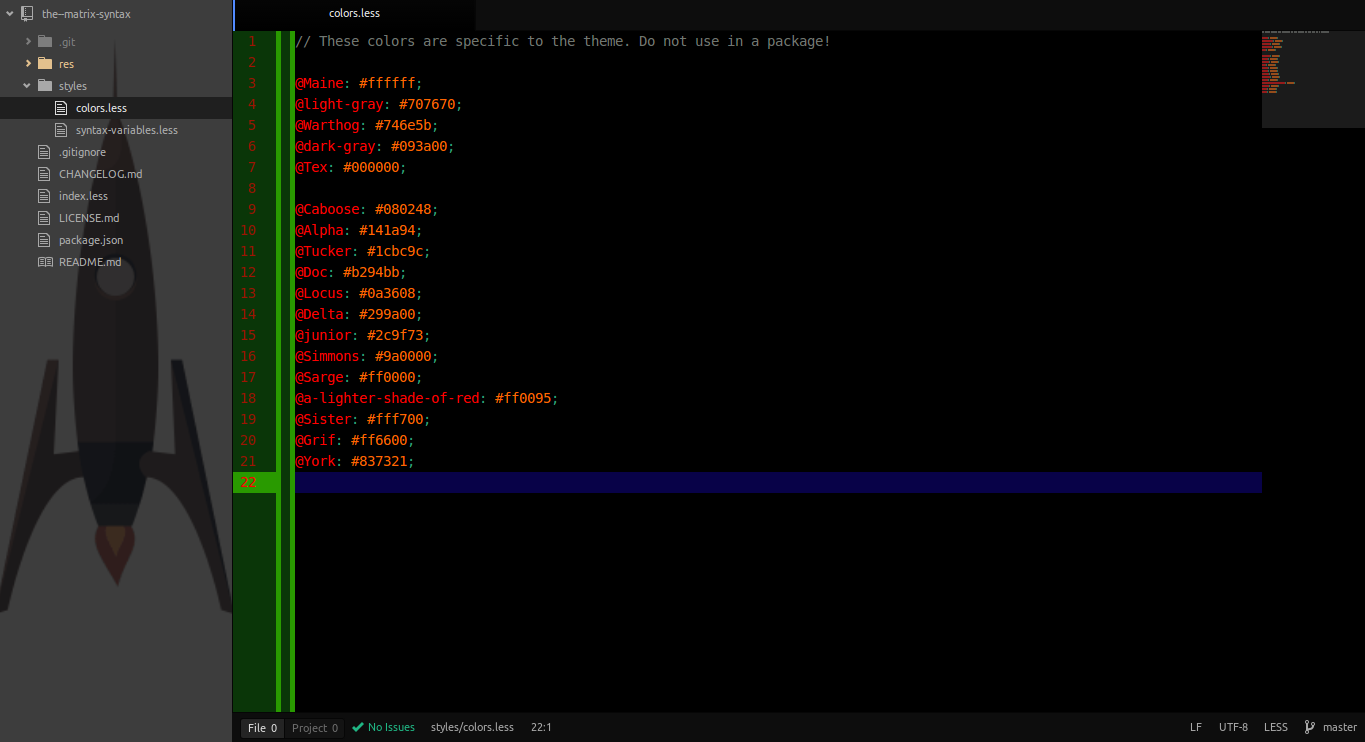 the--matrix-syntax
.git
res
styles
colors.less
syntax-variables.less
.gitignore
CHANGELOG.md
index.less
LICENSE.md
package.json
README.md
colors.less
1 // These colors are specific to the theme. Do not use in a package!
2
3 @Maine: #ffffff;
4 @light-gray: #707670;
5 @Warthog: #746e5b;
6 @dark-gray: #093a00;
7 @Tex: #000000;
8
9 @Caboose: #080248;
10 @Alpha: #141a94;
11 @Tucker: #1cbc9c;
12 @Doc: #b294bb;
13 @Locus: #0a3608;
14 @Delta: #299a00;
15 @junior: #2c9f73;
16 @Simmons: #9a0000;
17 @Sarge: #ff0000;
18 @a-lighter-shade-of-red: #ff0095;
19 @Sister: #fff700;
20 @Grif: #ff6600;
21 @York: #837321;
22
File 0 Project 0 No Issues styles/colors.less 22:1 LF UTF-8 LESS master